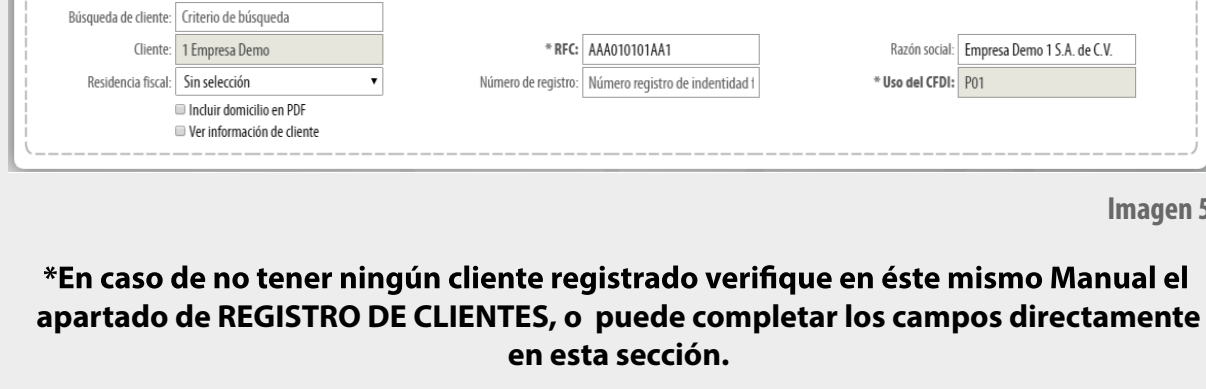 Búsqueda de cliente: Criterio de búsqueda
Cliente: 1 Empresa Demo * RFC: AAA010101AA1 Razón social: Empresa Demo 1 S.A. de C.V.
Residencia fiscal: Sin selección Número de registro: Número registro de indentidad f * Uso del CFDI: P01
Incluir domicilio en PDF
Ver información de cliente
Imagen 5
*En caso de no tener ningún cliente registrado verifique en éste mismo Manual el
apartado de REGISTRO DE CLIENTES, o puede completar los campos directamente
en esta sección.